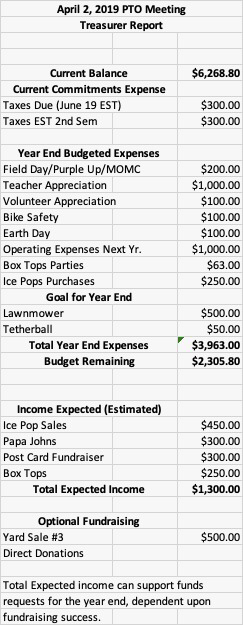 April 2, 2019 PTO Meeting
Treasurer Report
Current Balance $6,268.80
Current Commitments Expense
Taxes Due (June 19 EST) $300.00
Taxes EST 2nd Sem $300.00
Year End Budgeted Expenses
Field Day/Purple Up/MOMC $200.00
Teacher Appreciation $1,000.00
Volunteer Appreciation $100.00
Bike Safety $100.00
Earth Day $100.00
Operating Expenses Next Yr. $1,000.00
Box Tops Parties $63.00
Ice Pops Purchases $250.00
Goal for Year End
Lawnmower $500.00
Tetherball $50.00
Total Year End Expenses $3,963.00
Budget Remaining $2,305.80
Income Expected (Estimated)
Ice Pop Sales $450.00
Papa Johns $300.00
Post Card Fundraiser $300.00
Box Tops $250.00
Total Expected Income $1,300.00
Optional Fundraising
Yard Sale #3 $500.00
Direct Donations
Total Expected income can support funds
requests for the year end, dependent upon
fundraising success.